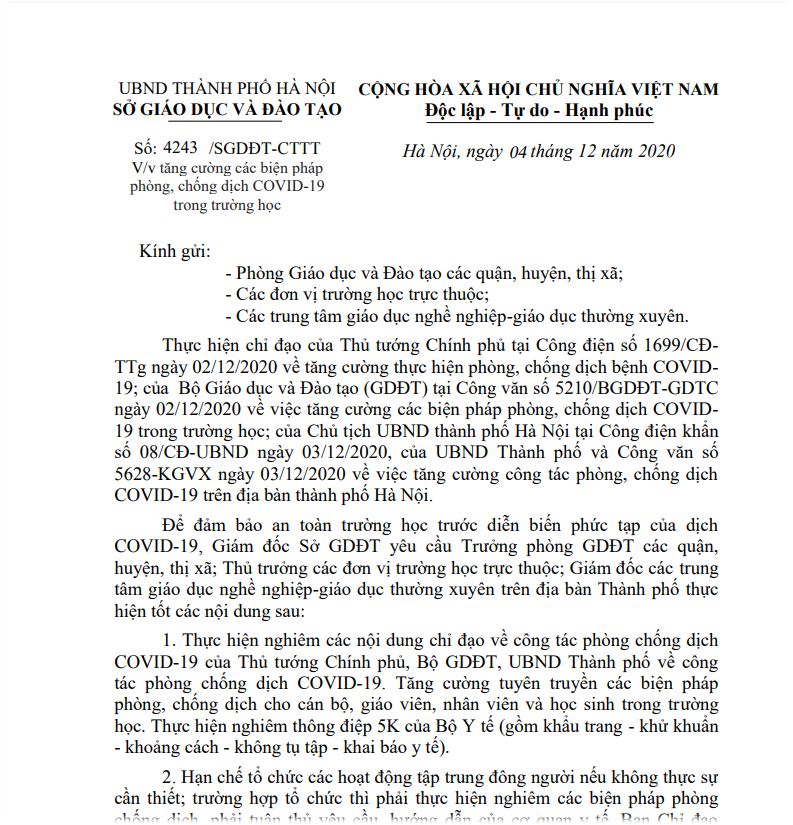 UBND THÀNH PHỐ HÀ NỘI
SỞ GIÁO DỤC VÀ ĐÀO TẠO
CỘNG HÒA XÃ HỘI CHỦ NGHĨA VIỆT NAM
Độc lập - Tự do - Hạnh phúc
Số: 4243 /SGDĐT-CTTT
V/v tăng cường các biện pháp
phòng, chống dịch COVID-19
trong trường học
Hà Nội, ngày 04 tháng 12 năm 2020
Kính gửi:
- Phòng Giáo dục và Đào tạo các quận, huyện, thị xã;
- Các đơn vị trường học trực thuộc;
- Các trung tâm giáo dục nghề nghiệp-giáo dục thường xuyên.
Thực hiện chỉ đạo của Thủ tướng Chính phủ tại Công điện số 1699/CĐ-
TTg ngày 02/12/2020 về tăng cường thực hiện phòng, chống dịch bệnh COVID-
19; của Bộ Giáo dục và Đào tạo (GDĐT) tại Công văn số 5210/BGDĐT-GDTC
ngày 02/12/2020 về việc tăng cường các biện pháp phòng, chống dịch COVID-
19 trong trường học; của Chủ tịch UBND thành phố Hà Nội tại Công điện khẩn
số 08/CĐ-UBND ngày 03/12/2020, của UBND Thành phố và Công văn số
5628-KGVX ngày 03/12/2020 về việc tăng cường công tác phòng, chống dịch
COVID-19 trên địa bàn thành phố Hà Nội.
Để đảm bảo an toàn trường học trước diễn biến phức tạp của dịch
COVID-19, Giám đốc Sở GDĐT yêu cầu Trưởng phòng GDĐT các quận,
huyện, thị xã; Thủ trưởng các đơn vị trường học trực thuộc; Giám đốc các trung
tâm giáo dục nghề nghiệp-giáo dục thường xuyên trên địa bàn Thành phố thực
hiện tốt các nội dung sau:
1. Thực hiện nghiêm các nội dung chỉ đạo về công tác phòng chống dịch
COVID-19 của Thủ tướng Chính phủ, Bộ GDĐT, UBND Thành phố về công
tác phòng chống dịch COVID-19. Tăng cường tuyên truyền các biện pháp
phòng, chống dịch cho cán bộ, giáo viên, nhân viên và học sinh trong trường
học. Thực hiện nghiêm thông điệp 5K của Bộ Y tế (gồm khẩu trang - khử khuẩn
- khoảng cách - không tụ tập - khai báo y tế).
2. Hạn chế tổ chức các hoạt động tập trung đông người nếu không thực sự
cần thiết; trường hợp tổ chức thì phải thực hiện nghiêm các biện pháp phòng
chống dịch, phải tuân thủ yêu cầu, hướng dẫn của cơ quan y tế, Ban Chỉ đạo